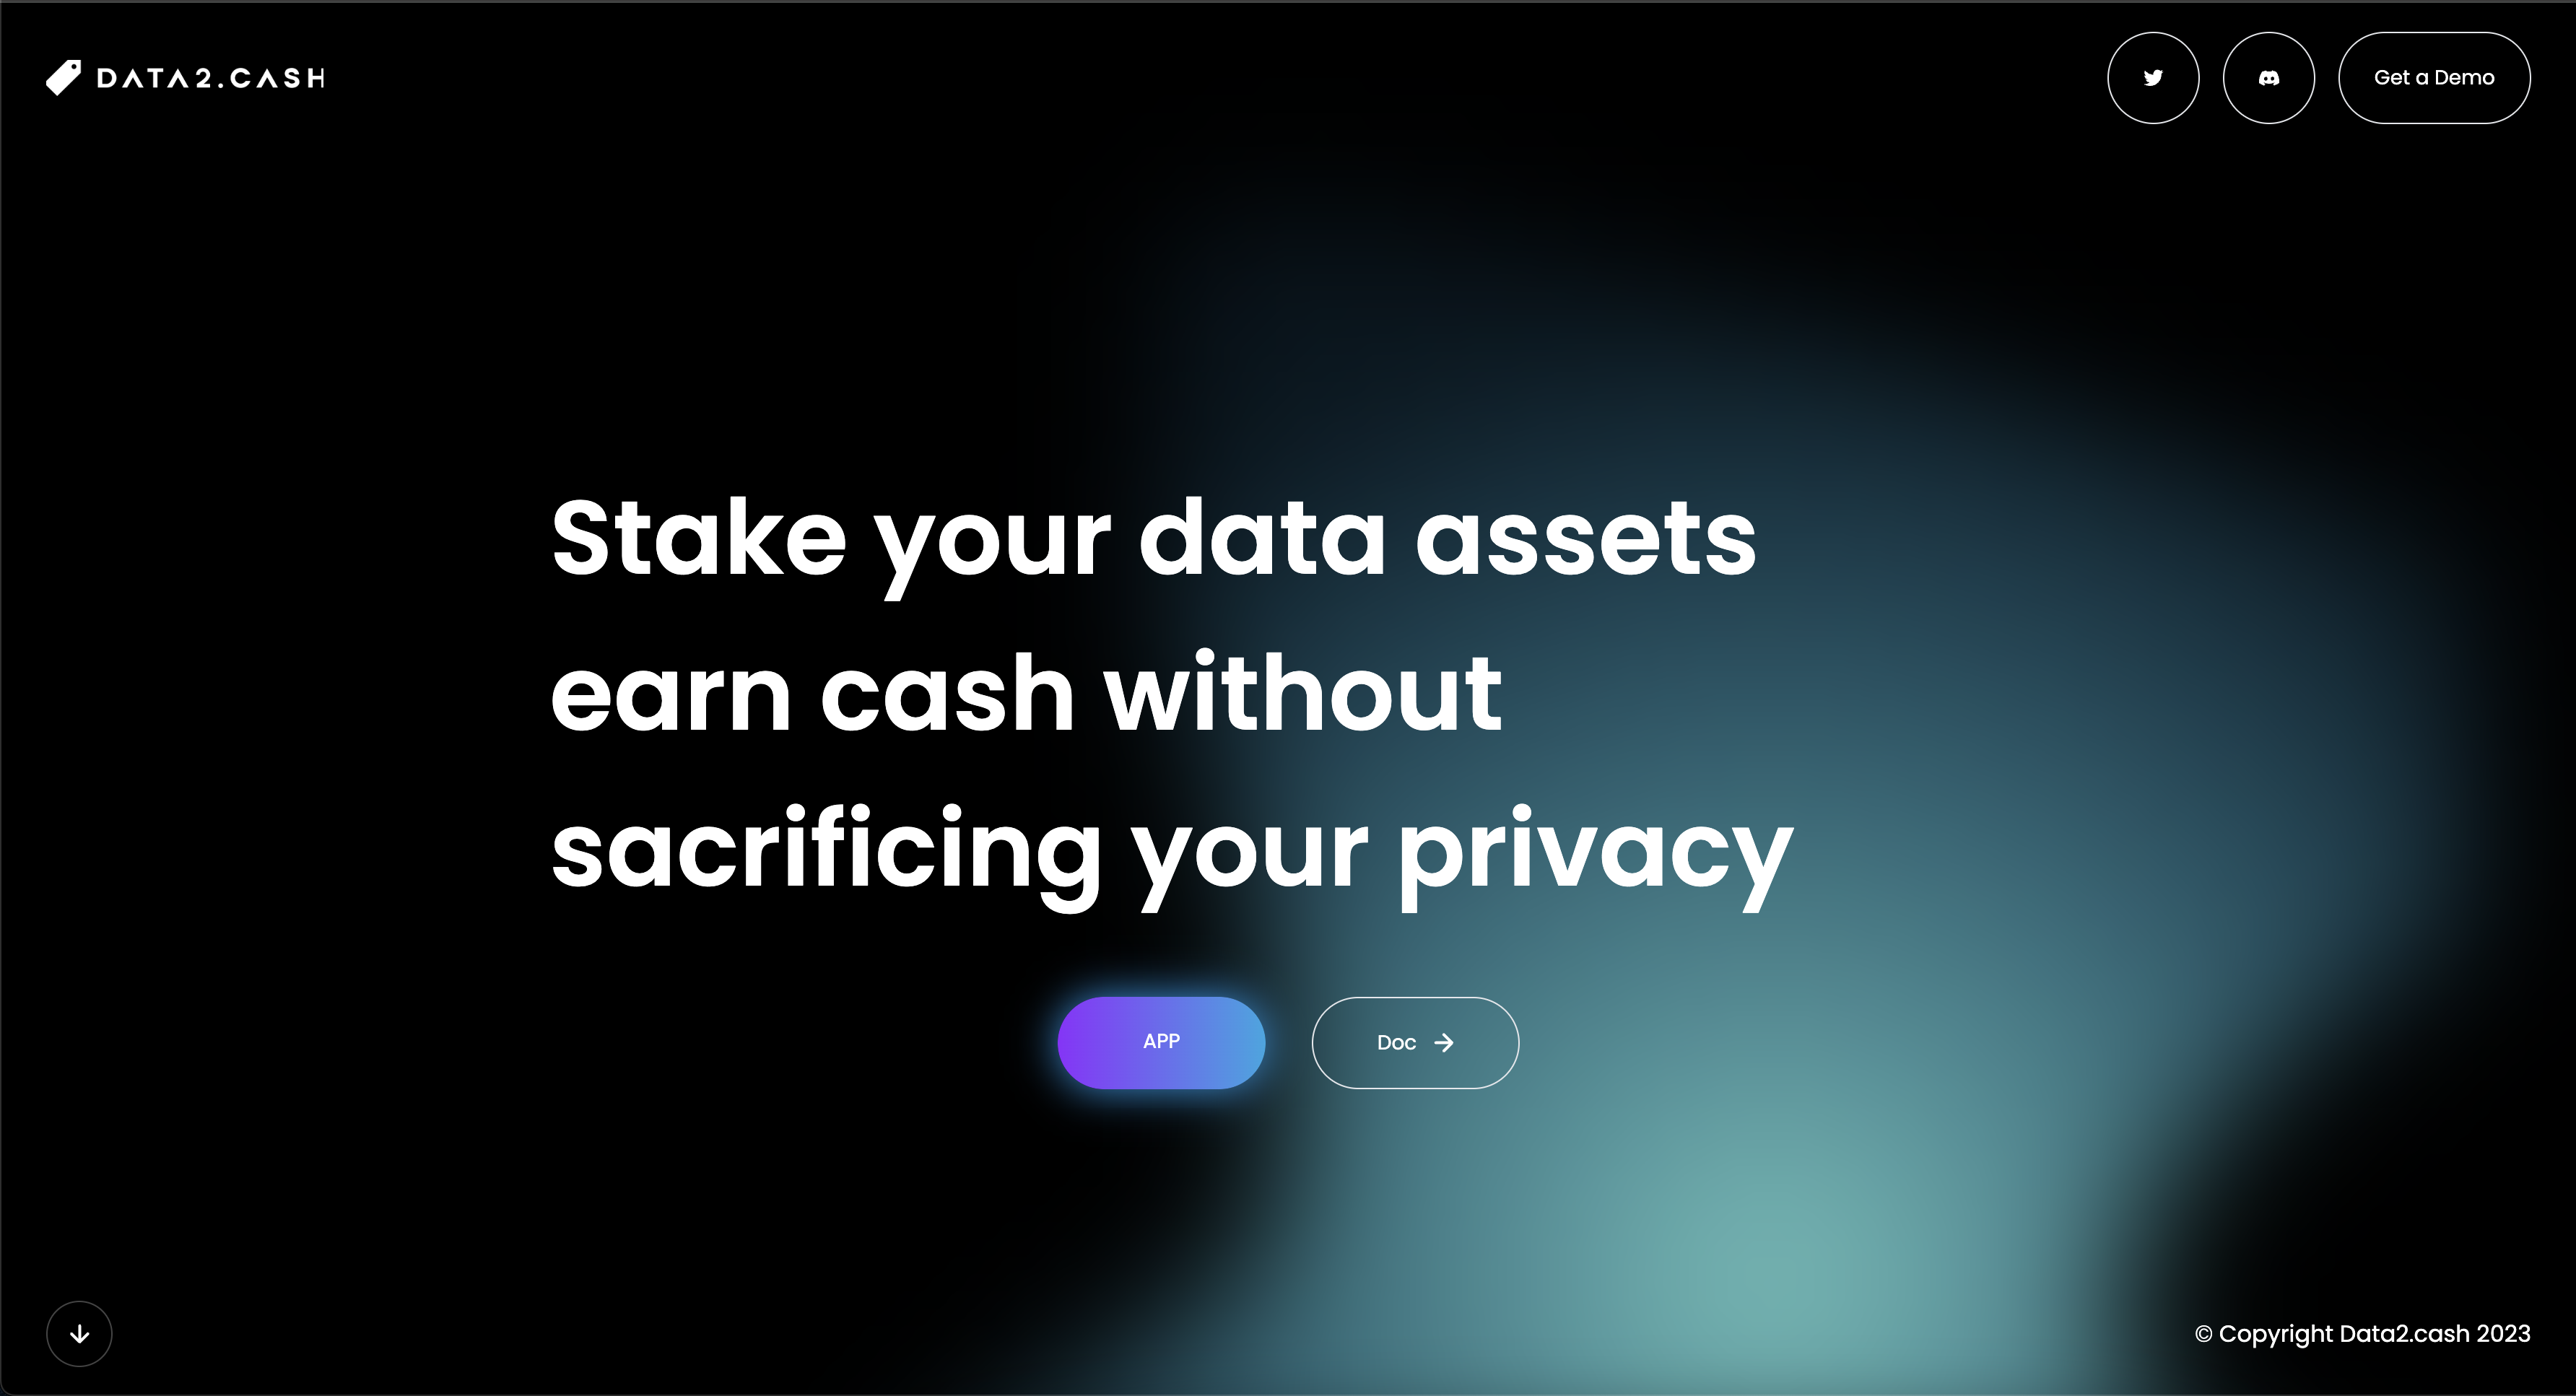 DATA2.CASH
Get a Demo
Stake your data assets
earn cash without
sacrificing your privacy
APP
Doc
© Copyright Data2.cash 2023